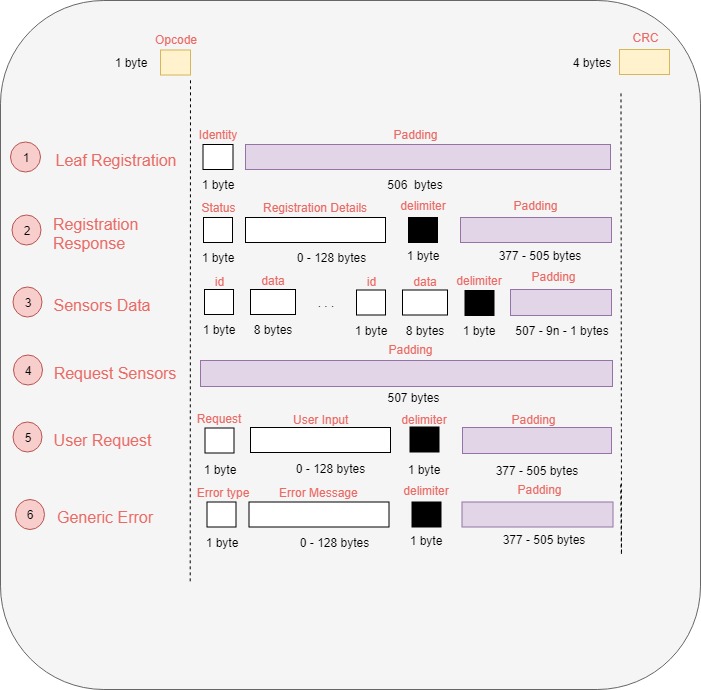 Opcode
CRC
1 byte
4 bytes
Identity
Padding
1
Leaf Registration
1 byte
506 bytes
Status
Registration Details
delimiter
Padding
2
Registration
Response
1 byte
0 - 128 bytes
1 byte
377 - 505 bytes
id
data
id
data
delimiter
Padding
3
Sensors Data
. . .
1 byte
8 bytes
1 byte
8 bytes
1 byte
507 - 9n - 1 bytes
Padding
4
Request Sensors
507 bytes
Request
User Input
delimiter
Padding
5
User Request
1 byte
0 - 128 bytes
1 byte
377 - 505 bytes
Error type
Error Message
delimiter
Padding
6
Generic Error
1 byte
0 - 128 bytes
1 byte
377 - 505 bytes